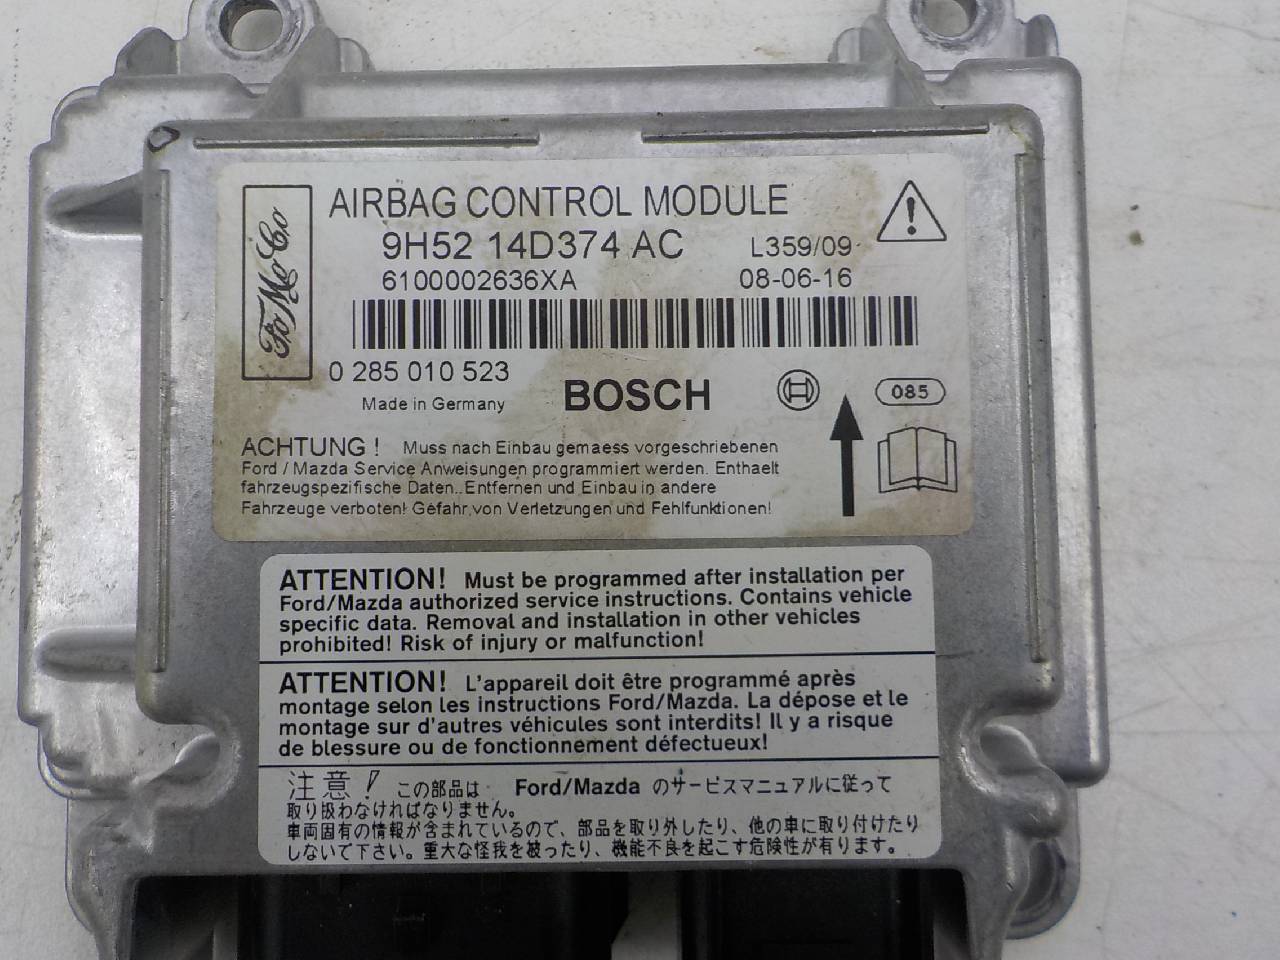 FoMoCo
AIRBAG CONTROL MODULE
9H52 14D374 AC L359/09
6100002636XA 08-06-16
0 285 010 523
Made in Germany BOSCH 085
ACHTUNG! Muss nach Einbau gemaess vorgeschriebenen
Ford / Mazda Service Anweisungen programmiert werden. Enthaelt
fahrzeugspezifische Daten. Entfernen und Einbau in andere
Fahrzeuge verboten! Gefahr von Verletzungen und Fehlfunktionen!
ATTENTION! Must be programmed after installation per
Ford/Mazda authorized service instructions. Contains vehicle
specific data. Removal and installation in other vehicles
prohibited! Risk of injury or malfunction!
ATTENTION! L'appareil doit être programmé après
montage selon les instructions Ford/Mazda. La dépose et le
montage sur d'autres véhicules sont interdits! Il y a risque
de blessure ou de fonctionnement défectueux!
注意! この部品は Ford/Mazda のサービスマニュアルに従って
取り扱わなければなりません。
車両固有の情報が含まれているので、部品を取り外したり、他の車に取り付けたり
しないで下さい。重大な怪我を被ったり、機能不良を起こす危険性が有ります。